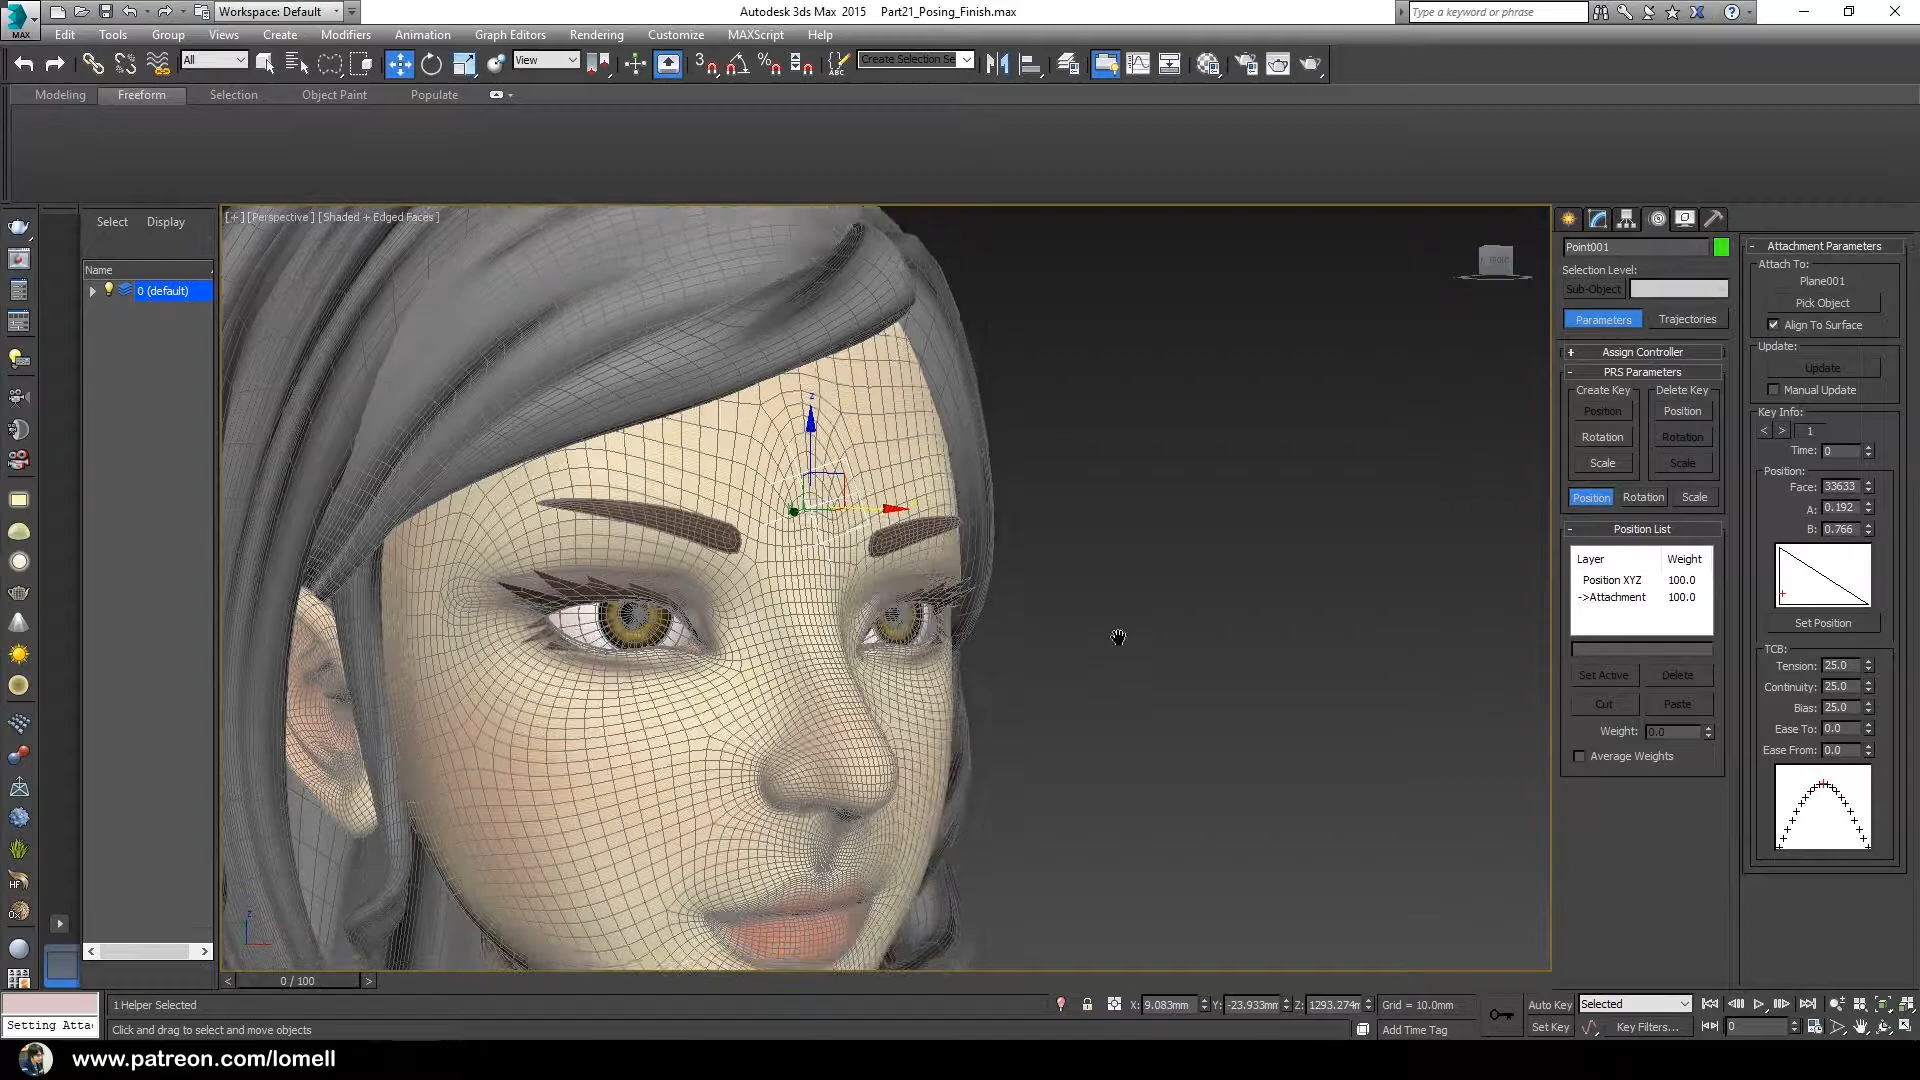 Workspace: Default
Autodesk 3ds Max 2015 Part21_Posing_Finish.max
Type a keyword or phrase
MAX
Edit Tools Group Views Create Modifiers Animation Graph Editors Rendering Customize MAXScript Help
All
View
Create Selection Se
Modeling Freeform Selection Object Paint Populate
Select Display
Name
0 (default)
[+][Perspective][Shaded + Edged Faces]
FRONT
z
z
Point001
Selection Level:
Sub-Object
Parameters Trajectories
+ Assign Controller
- PRS Parameters
Create Key Delete Key
Position Position
Rotation Rotation
Scale Scale
Position Rotation Scale
- Position List
Layer Weight
Position XYZ 100.0
->Attachment 100.0
Set Active Delete
Cut Paste
Weight: 0.0
Average Weights
- Attachment Parameters
Attach To:
Plane001
Pick Object
Align To Surface
Update:
Update
Manual Update
Key Info:
< > 1
Time: 0
Position:
Face: 33633
A: 0.192
B: 0.766
Set Position
TCB:
Tension: 25.0
Continuity: 25.0
Bias: 25.0
Ease To: 0.0
Ease From: 0.0
< 0 / 100 >
1 Helper Selected
X: 9.083mm Y: -23.933mm Z: 1293.274m Grid = 10.0mm
Auto Key Selected
Setting Atta
Click and drag to select and move objects
Add Time Tag
Set Key Key Filters... 0
www.patreon.com/lomell